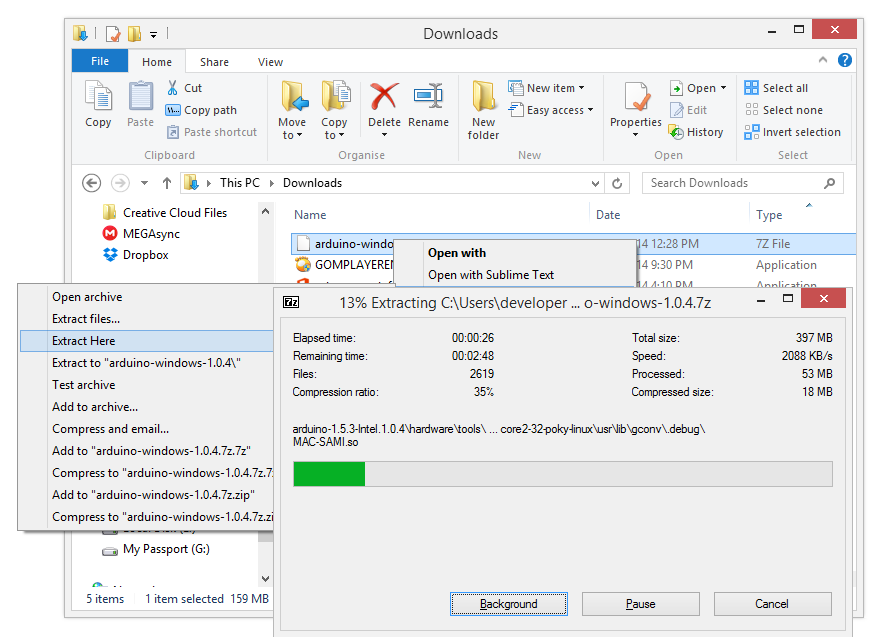 Downloads
File Home Share View
Copy Paste Cut Copy path Paste shortcut
Move to Copy to Delete Rename
New folder New item Easy access
Properties Open Edit History
Select all Select none Invert selection
Clipboard Organise New Open Select
This PC Downloads Search Downloads
Creative Cloud Files
MEGAsync
Dropbox
Name Date Type
arduino-windo 14 12:28 PM 7Z File
GOMPLAYEREN 14 9:30 PM Application
14 4:10 PM Application
Open with
Open with Sublime Text
Open archive
Extract files...
Extract Here
Extract to "arduino-windows-1.0.4\"
Test archive
Add to archive...
Compress and email...
Add to "arduino-windows-1.0.4.7z.7z"
Compress to "arduino-windows-1.0.4.7z.7z
Add to "arduino-windows-1.0.4.7z.zip"
Compress to "arduino-windows-1.0.4.7z.zi
My Passport (G:)
5 items 1 item selected 159 MB
7z 13% Extracting C:\Users\developer ... o-windows-1.0.4.7z
Elapsed time: 00:00:26 Total size: 397 MB
Remaining time: 00:02:48 Speed: 2088 KB/s
Files: 2619 Processed: 53 MB
Compression ratio: 35% Compressed size: 18 MB
arduino-1.5.3-Intel.1.0.4\hardware\tools\ ... core2-32-poky-linux\usr\lib\gconv\.debug\
MAC-SAMI.so
Background Pause Cancel